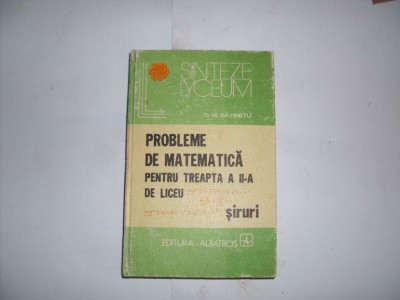 SINTEZE
LYCEUM
D. M. BĂTINEȚU
PROBLEME
DE MATEMATICĂ
PENTRU TREAPTA A II-A
DE LICEU
șiruri
EDITURA ALBATROS